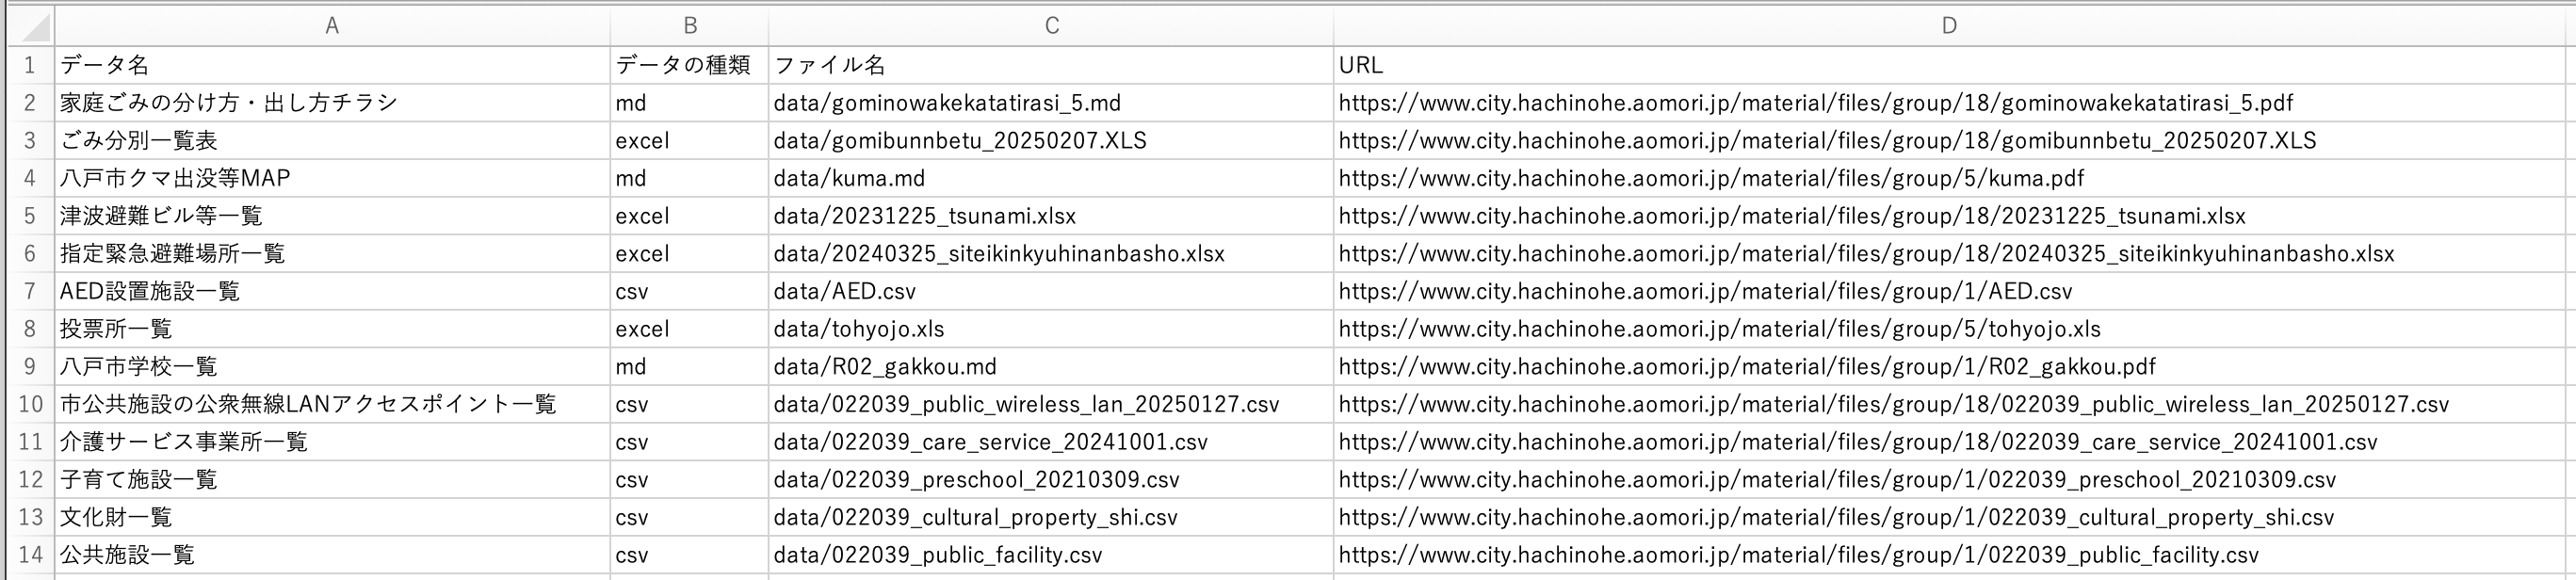 A B C D
1 データ名 データの種類 ファイル名 URL
2 家庭ごみの分け方・出し方チラシ md data/gominowakekatatirasi_5.md https://www.city.hachinohe.aomori.jp/material/files/group/18/gominowakekatatirasi_5.pdf
3 ごみ分別一覧表 excel data/gomibunnbetu_20250207.XLS https://www.city.hachinohe.aomori.jp/material/files/group/18/gomibunnbetu_20250207.XLS
4 八戸市クマ出没等MAP md data/kuma.md https://www.city.hachinohe.aomori.jp/material/files/group/5/kuma.pdf
5 津波避難ビル等一覧 excel data/20231225_tsunami.xlsx https://www.city.hachinohe.aomori.jp/material/files/group/18/20231225_tsunami.xlsx
6 指定緊急避難場所一覧 excel data/20240325_siteikinkyuhinanbasho.xlsx https://www.city.hachinohe.aomori.jp/material/files/group/18/20240325_siteikinkyuhinanbasho.xlsx
7 AED設置施設一覧 csv data/AED.csv https://www.city.hachinohe.aomori.jp/material/files/group/1/AED.csv
8 投票所一覧 excel data/tohyojo.xls https://www.city.hachinohe.aomori.jp/material/files/group/5/tohyojo.xls
9 八戸市学校一覧 md data/R02_gakkou.md https://www.city.hachinohe.aomori.jp/material/files/group/1/R02_gakkou.pdf
10 市公共施設の公衆無線LANアクセスポイント一覧 csv data/022039_public_wireless_lan_20250127.csv https://www.city.hachinohe.aomori.jp/material/files/group/18/022039_public_wireless_lan_20250127.csv
11 介護サービス事業所一覧 csv data/022039_care_service_20241001.csv https://www.city.hachinohe.aomori.jp/material/files/group/18/022039_care_service_20241001.csv
12 子育て施設一覧 csv data/022039_preschool_20210309.csv https://www.city.hachinohe.aomori.jp/material/files/group/1/022039_preschool_20210309.csv
13 文化財一覧 csv data/022039_cultural_property_shi.csv https://www.city.hachinohe.aomori.jp/material/files/group/1/022039_cultural_property_shi.csv
14 公共施設一覧 csv data/022039_public_facility.csv https://www.city.hachinohe.aomori.jp/material/files/group/1/022039_public_facility.csv